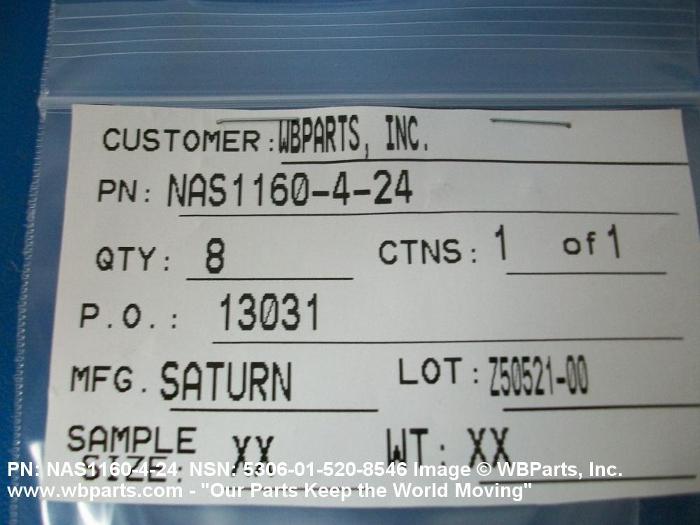 CUSTOMER: WBPARTS, INC.
PN: NAS1160-4-24
QTY: 8 CTNS: 1 of 1
P.O.: 13031
MFG. SATURN LOT: Z50521-00
SAMPLE SIZE: XX WT: XX
PN: NAS1160-4-24 NSN: 5306-01-520-8546 Image © WBParts, Inc.
www.wbparts.com - "Our Parts Keep the World Moving"